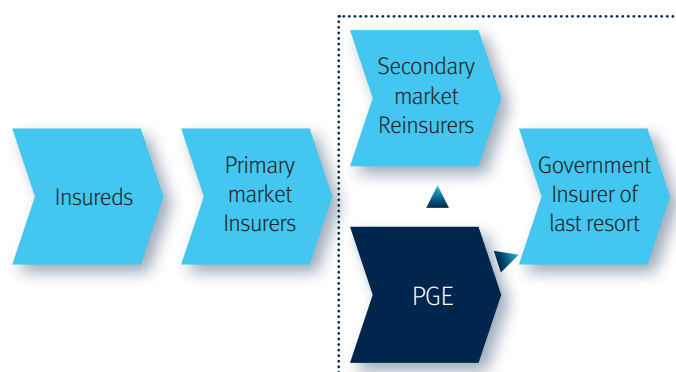 Insureds
Primary
market
Insurers
Secondary
market
Reinsurers
PGE
Government
Insurer of
last resort